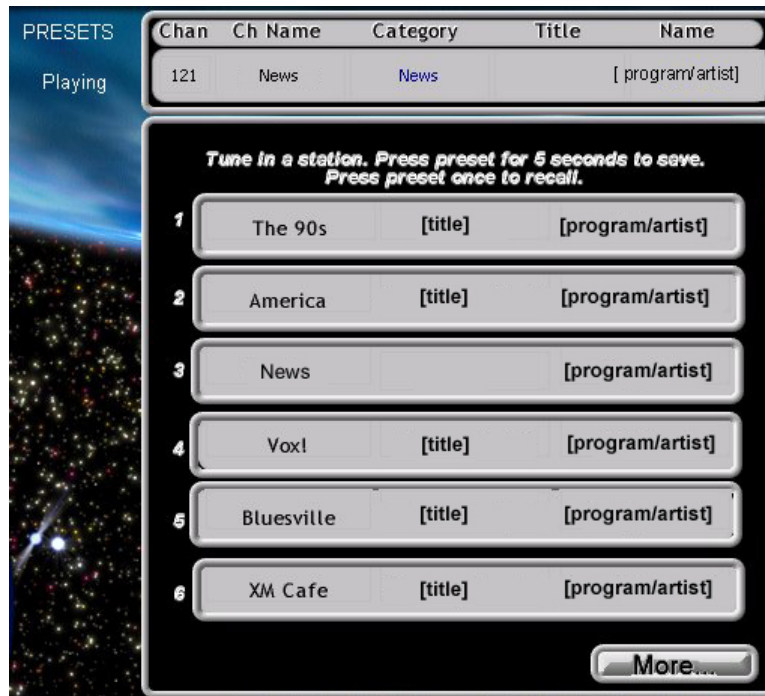 PRESETS
Chan Ch Name Category Title Name
Playing
121 News News [ program/artist]
Tune in a station. Press preset for 5 seconds to save.
Press preset once to recall.
1 The 90s [title] [program/artist]
2 America [title] [program/artist]
3 News [program/artist]
4 Vox! [title] [program/artist]
5 Bluesville [title] [program/artist]
6 XM Cafe [title] [program/artist]
More...